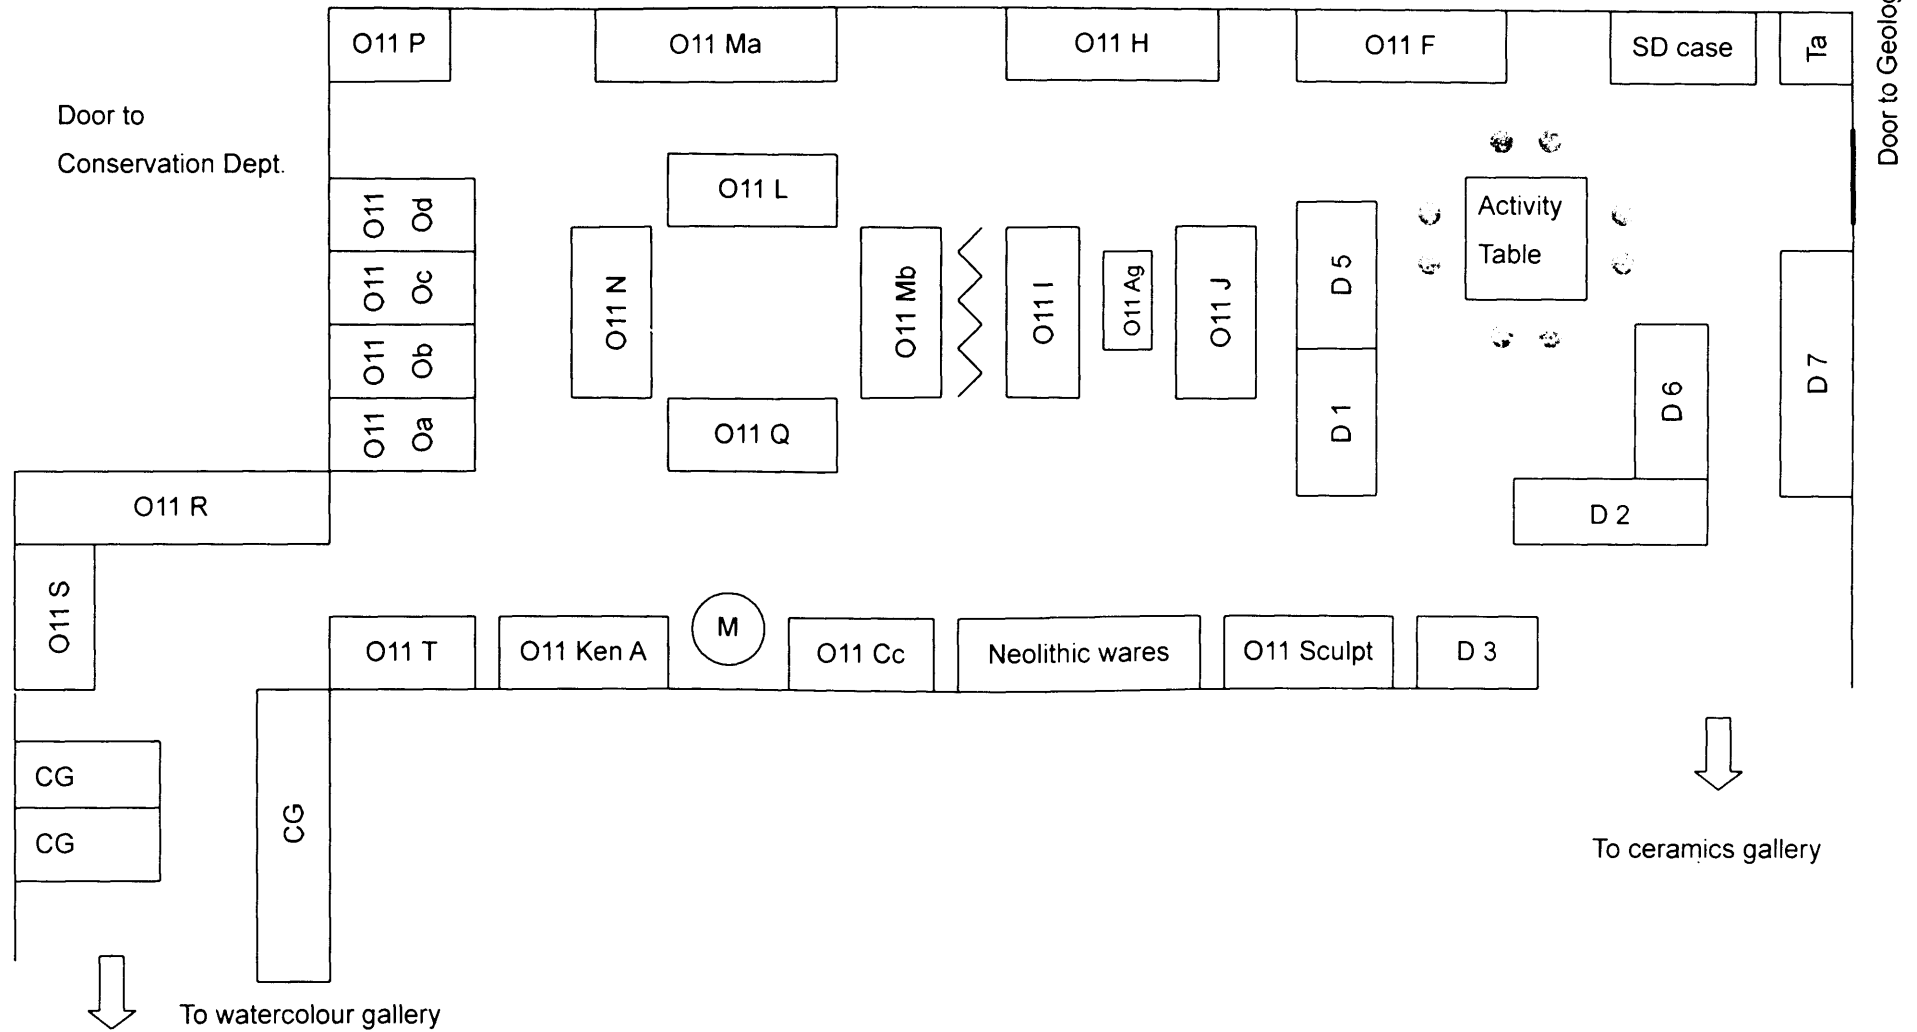 O11 P
O11 Ma
O11 H
O11 F
SD case
Ta
Door to Geolog
Door to
Conservation Dept.
O11 L
Activity
Table
O11 Od
O11 Oc
O11 Ob
O11 Oa
O11 N
O11 Mb
O11 I
O11 Ag
O11 J
D 5
D 1
D 6
D 7
O11 Q
O11 R
D 2
O11 S
O11 T
O11 Ken A
M
O11 Cc
Neolithic wares
O11 Sculpt
D 3
CG
CG
CG
To ceramics gallery
To watercolour gallery